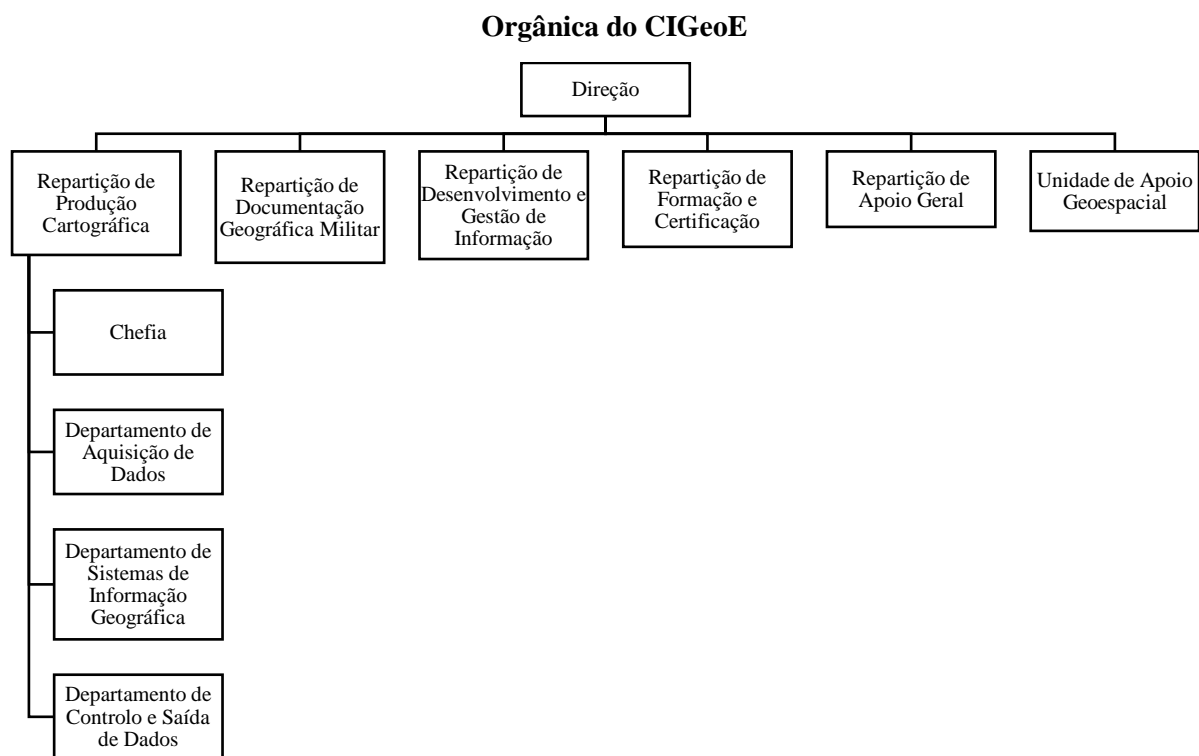 Orgânica do CIGeoE
Direção
Repartição de
Produção
Cartográfica
Repartição de
Documentação
Geográfica Militar
Repartição de
Desenvolvimento e
Gestão de
Informação
Repartição de
Formação e
Certificação
Repartição de
Apoio Geral
Unidade de Apoio
Geoespacial
Chefia
Departamento de
Aquisição de
Dados
Departamento de
Sistemas de
Informação
Geográfica
Departamento de
Controlo e Saída
de Dados